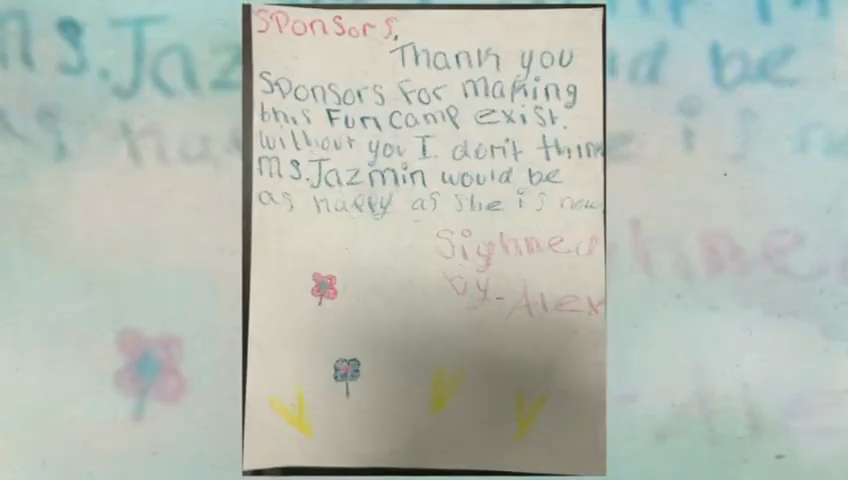 Sponsors,
Thank you
sponsors for making
this fun camp exist.
Without you I don't think
Ms. Jazmin would be
as happy as she is now
Sighned
by-Alex